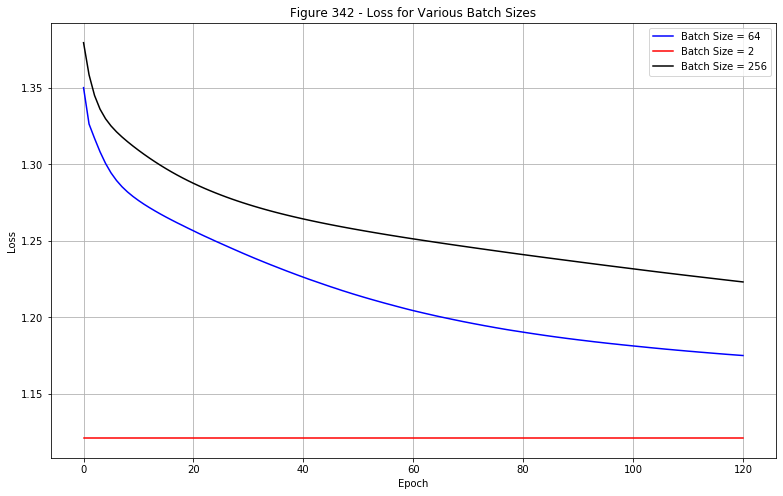 Figure 342 - Loss for Various Batch Sizes
Batch Size = 64
Batch Size = 2
Batch Size = 256
1.35
1.30
1.25
1.20
1.15
Loss
0 20 40 60 80 100 120
Epoch